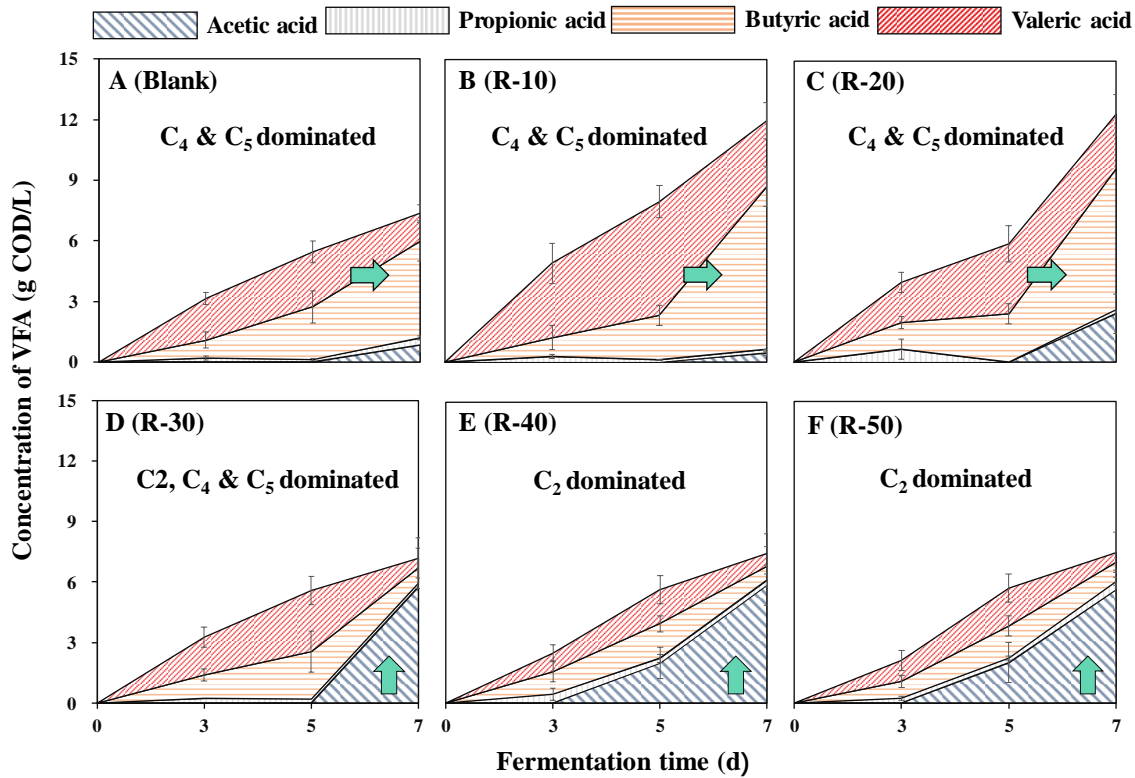 Acetic acid Propionic acid Butyric acid Valeric acid
Concentration of VFA (g COD/L)
15
12
9
6
3
0
A (Blank)
C₄ & C₅ dominated
B (R-10)
C₄ & C₅ dominated
C (R-20)
C₄ & C₅ dominated
15
12
9
6
3
0
D (R-30)
C2, C₄ & C₅ dominated
0 3 5 7
E (R-40)
C₂ dominated
0 3 5 7
F (R-50)
C₂ dominated
0 3 5 7
Fermentation time (d)